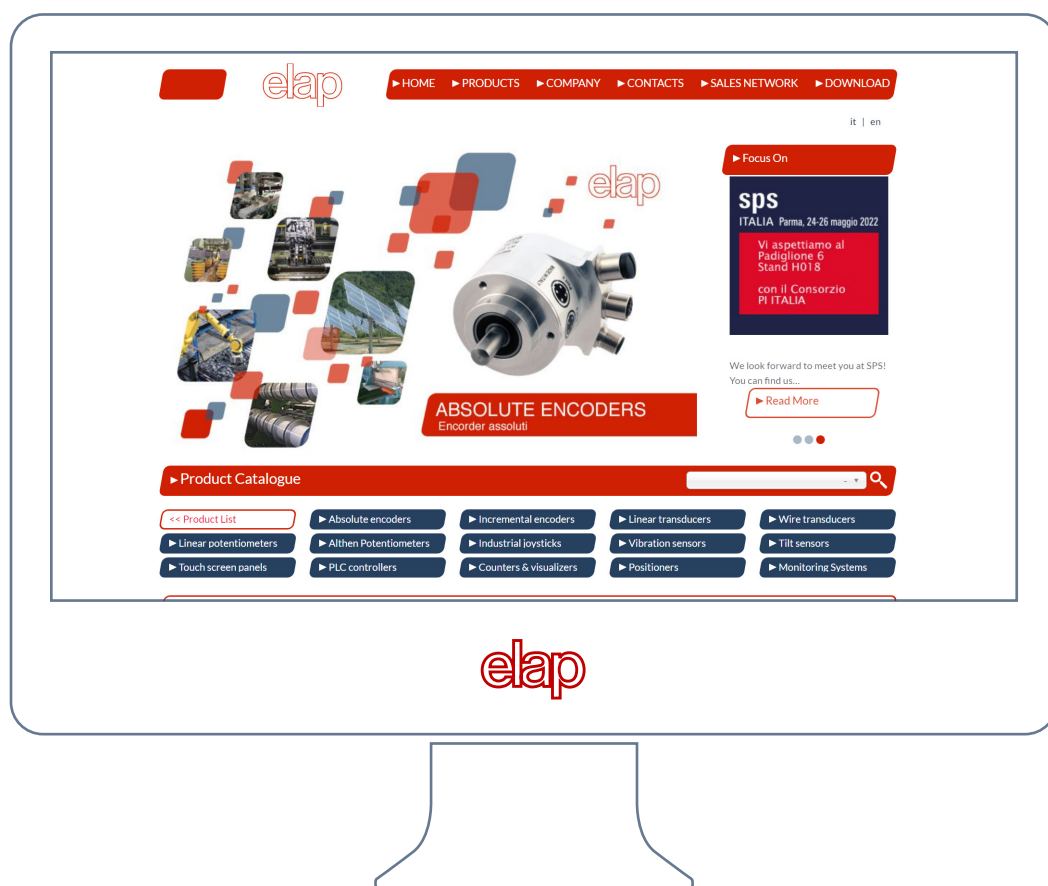 elap
►HOME ►PRODUCTS ►COMPANY ►CONTACTS ►SALES NETWORK ►DOWNLOAD
it | en
elap
►Focus On
sps
ITALIA Parma, 24-26 maggio 2022
Vi aspettiamo al
Padiglione 6
Stand H018
con il Consorzio
PI ITALIA
We look forward to meet you at SPS!
You can find us...
►Read More
ABSOLUTE ENCODERS
Encorder assoluti
►Product Catalogue
-
<< Product List ►Absolute encoders ►Incremental encoders ►Linear transducers ►Wire transducers
►Linear potentiometers ►Althen Potentiometers ►Industrial joysticks ►Vibration sensors ►Tilt sensors
►Touch screen panels ►PLC controllers ►Counters & visualizers ►Positioners ►Monitoring Systems
elap